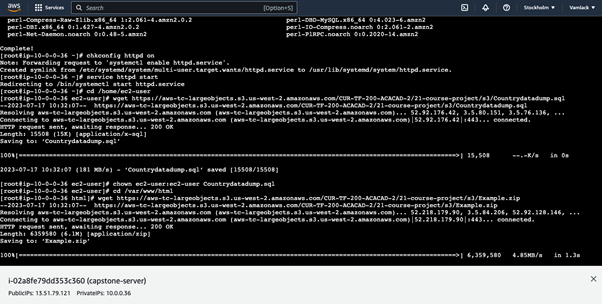 aws
Services
Search
[Option+S]
Stockholm
Vamlack
perl-Compress-Raw-Zlib.x86_64 1:2.061-4.amzn2.0.2 perl-DBD-MySQL.x86_64 0:4.023-6.amzn2
perl-DBI.x86_64 0:1.627-4.amzn2.0.2 perl-IO-Compress.noarch 0:2.061-2.amzn2
perl-Net-Daemon.noarch 0:0.48-5.amzn2 perl-PlRPC.noarch 0:0.2020-14.amzn2
Complete!
[root@ip-10-0-0-36 ~]# chkconfig httpd on
Note: Forwarding request to 'systemctl enable httpd.service'.
Created symlink from /etc/systemd/system/multi-user.target.wants/httpd.service to /usr/lib/systemd/system/httpd.service.
[root@ip-10-0-0-36 ~]# service httpd start
Redirecting to /bin/systemctl start httpd.service
[root@ip-10-0-0-36 ~]# cd /home/ec2-user
[root@ip-10-0-0-36 ec2-user]# wget https://aws-tc-largeobjects.s3.us-west-2.amazonaws.com/CUR-TF-200-ACACAD-2/21-course-project/s3/Countrydatadump.sql
--2023-07-17 10:32:07-- https://aws-tc-largeobjects.s3.us-west-2.amazonaws.com/CUR-TF-200-ACACAD-2/21-course-project/s3/Countrydatadump.sql
Resolving aws-tc-largeobjects.s3.us-west-2.amazonaws.com (aws-tc-largeobjects.s3.us-west-2.amazonaws.com)... 52.92.176.42, 3.5.80.151, 3.5.76.136, ...
Connecting to aws-tc-largeobjects.s3.us-west-2.amazonaws.com (aws-tc-largeobjects.s3.us-west-2.amazonaws.com)|52.92.176.42|:443... connected.
HTTP request sent, awaiting response... 200 OK
Length: 15508 (15K) [application/x-sql]
Saving to: ‘Countrydatadump.sql’
100%[=====================================================================================>] 15,508 --.-K/s in 0s
2023-07-17 10:32:07 (181 MB/s) - ‘Countrydatadump.sql’ saved [15508/15508]
[root@ip-10-0-0-36 ec2-user]# chown ec2-user:ec2-user Countrydatadump.sql
[root@ip-10-0-0-36 ec2-user]# cd /var/www/html
[root@ip-10-0-0-36 html]# wget https://aws-tc-largeobjects.s3.us-west-2.amazonaws.com/CUR-TF-200-ACACAD-2/21-course-project/s3/Example.zip
--2023-07-17 10:32:07-- https://aws-tc-largeobjects.s3.us-west-2.amazonaws.com/CUR-TF-200-ACACAD-2/21-course-project/s3/Example.zip
Resolving aws-tc-largeobjects.s3.us-west-2.amazonaws.com (aws-tc-largeobjects.s3.us-west-2.amazonaws.com)... 52.218.179.90, 3.5.84.206, 52.92.128.146, ...
Connecting to aws-tc-largeobjects.s3.us-west-2.amazonaws.com (aws-tc-largeobjects.s3.us-west-2.amazonaws.com)|52.218.179.90|:443... connected.
HTTP request sent, awaiting response... 200 OK
Length: 6359580 (6.1M) [application/zip]
Saving to: ‘Example.zip’
100%[=====================================================================================>] 6,359,580 4.85MB/s in 1.3s
i-02a8fe79dd353c360 (capstone-server)
PublicIPs: 13.51.79.121 PrivateIPs: 10.0.0.36